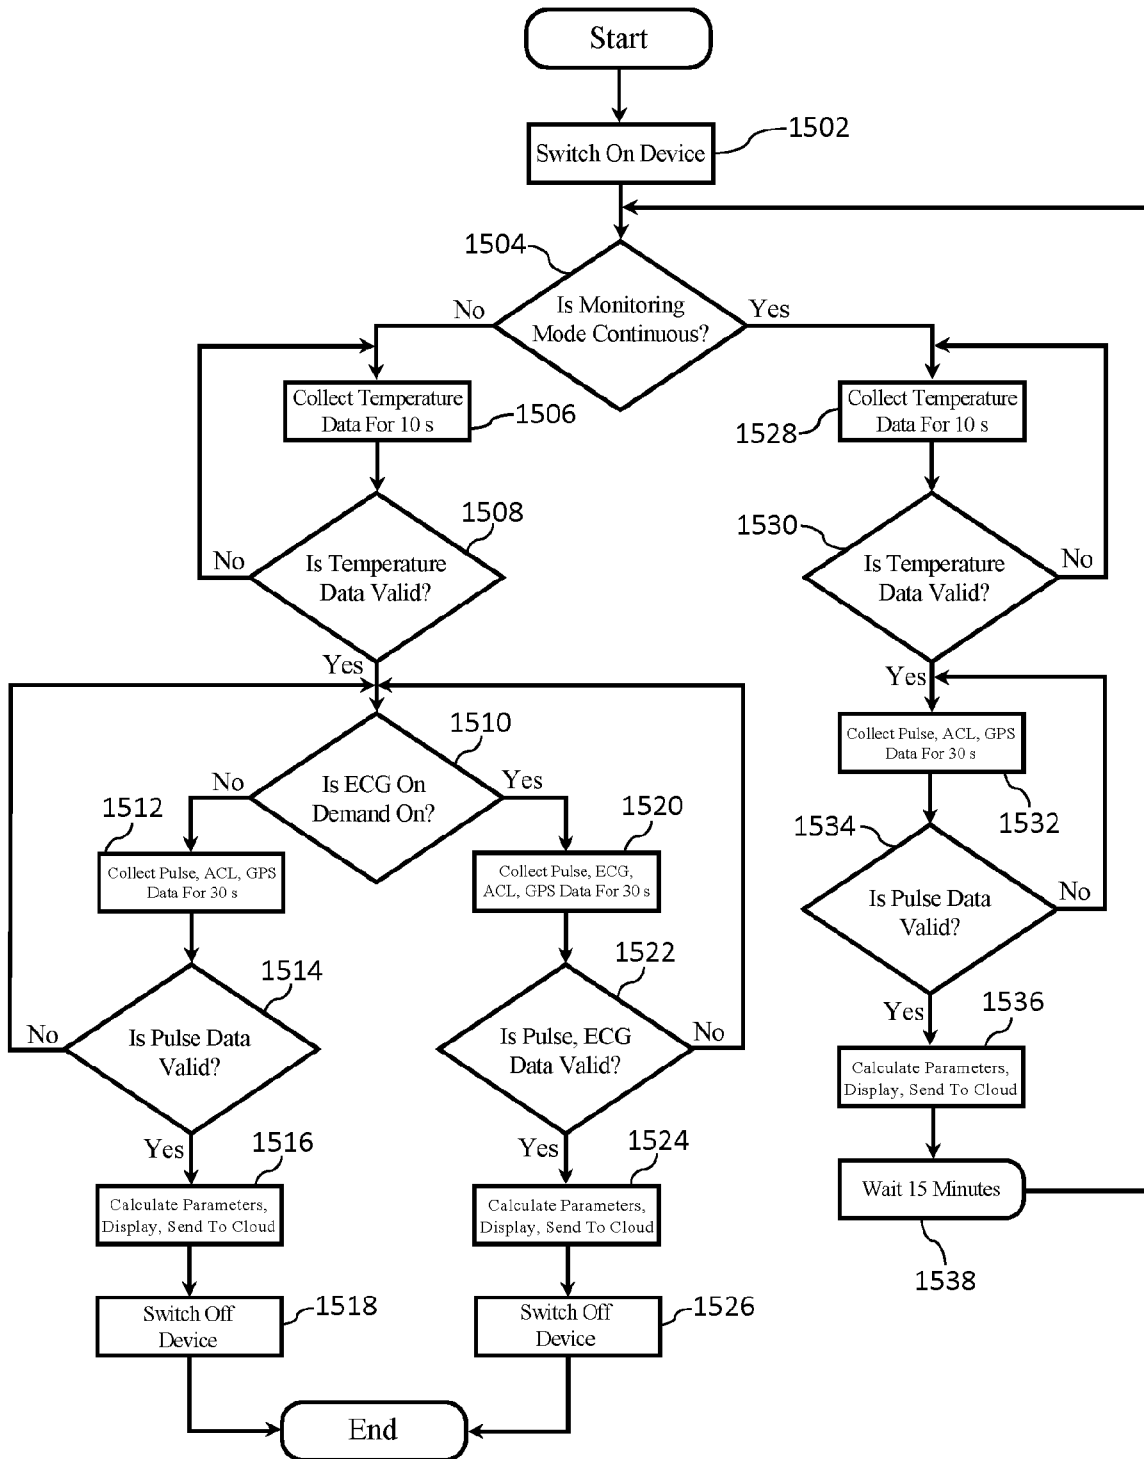 Start
1502
Switch On Device
1504
No
Is Monitoring
Mode Continuous?
Yes
Collect Temperature
Data For 10 s
1506
Collect Temperature
Data For 10 s
1528
1508
No
Is Temperature
Data Valid?
Yes
1530
Is Temperature
Data Valid?
No
Yes
1510
No
Is ECG On
Demand On?
Yes
Collect Pulse, ACL, GPS
Data For 30 s
1532
1512
Collect Pulse, ACL, GPS
Data For 30 s
1520
Collect Pulse, ECG,
ACL, GPS Data For 30 s
1534
Is Pulse Data
Valid?
No
Yes
1514
No
Is Pulse Data
Valid?
Yes
1522
Is Pulse, ECG
Data Valid?
No
Yes
1536
Calculate Parameters,
Display, Send To Cloud
1516
Calculate Parameters,
Display, Send To Cloud
1524
Calculate Parameters,
Display, Send To Cloud
Wait 15 Minutes
1538
Switch Off
Device
1518
Switch Off
Device
1526
End